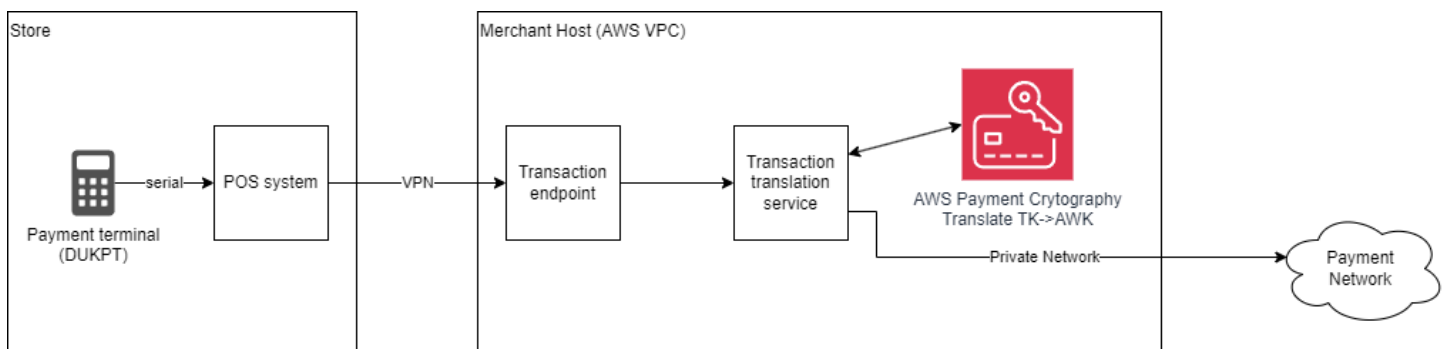 Store
Merchant Host (AWS VPC)
serial
POS system
VPN
Transaction
endpoint
Transaction
translation
service
AWS Payment Crytography
Translate TK->AWK
Payment terminal
(DUKPT)
Private Network
Payment
Network